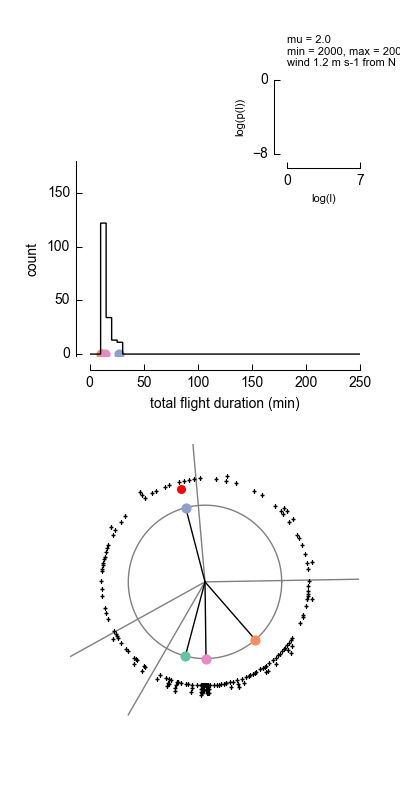 mu = 2.0
min = 2000, max = 200
wind 1.2 m s-1 from N
0
log(p(l))
−8
0 7
log(l)
150
100
count
50
0
0 50 100 150 200 250
total flight duration (min)